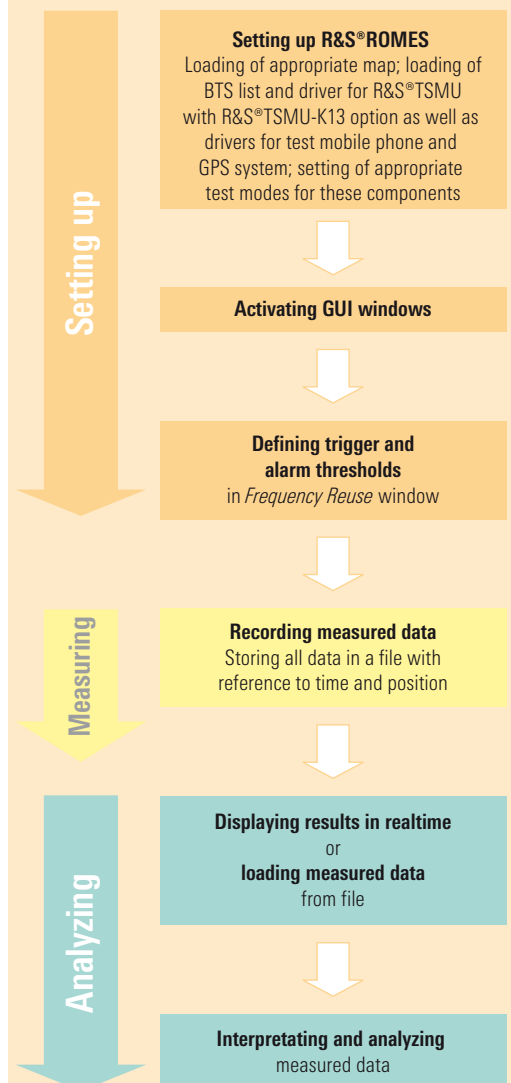 Setting up
Setting up R&S®ROMES
Loading of appropriate map; loading of
BTS list and driver for R&S®TSMU
with R&S®TSMU-K13 option as well as
drivers for test mobile phone and
GPS system; setting of appropriate
test modes for these components
Activating GUI windows
Defining trigger and
alarm thresholds
in Frequency Reuse window
Measuring
Recording measured data
Storing all data in a file with
reference to time and position
Analyzing
Displaying results in realtime
or
loading measured data
from file
Interpretating and analyzing
measured data